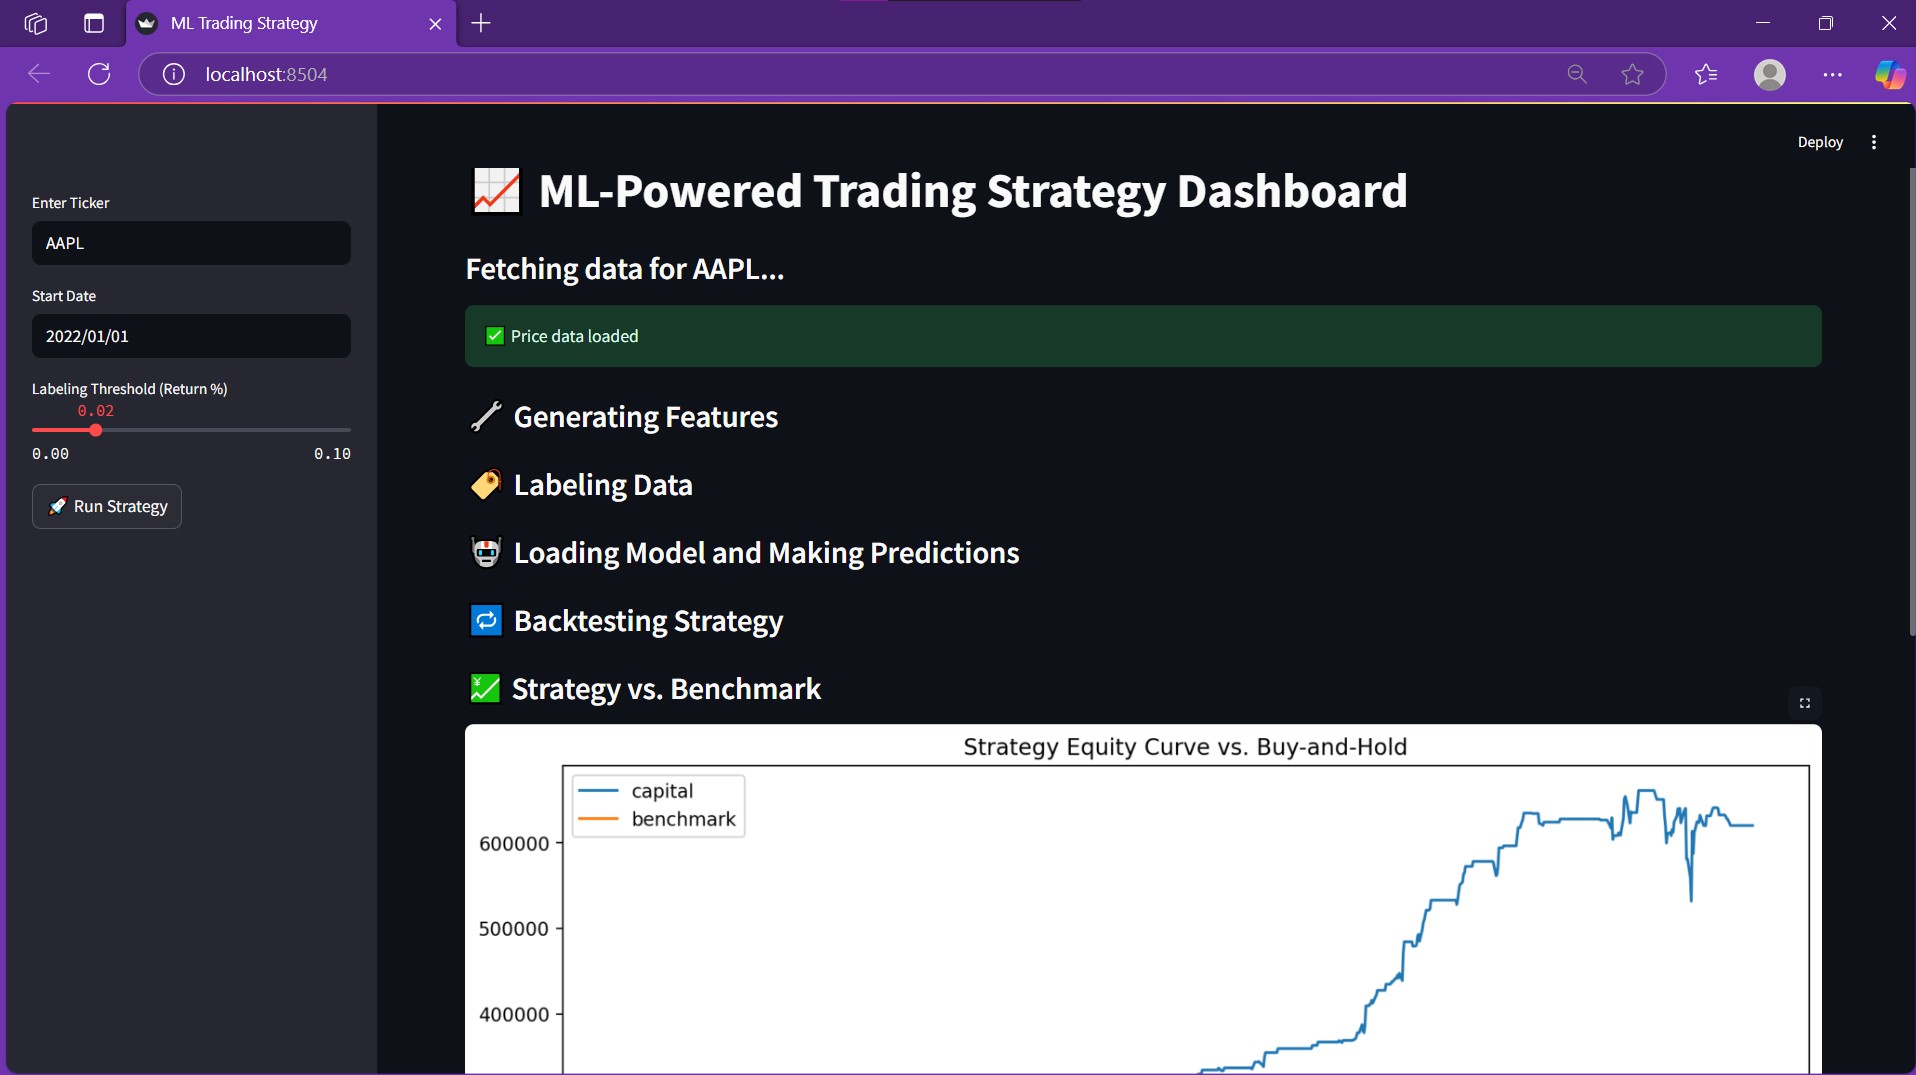 ML Trading Strategy
localhost:8504
Deploy
Enter Ticker
AAPL
Start Date
2022/01/01
Labeling Threshold (Return %)
0.02
0.00 0.10
🚀 Run Strategy
📈 ML-Powered Trading Strategy Dashboard
Fetching data for AAPL...
✅ Price data loaded
🔧 Generating Features
🏷️ Labeling Data
🤖 Loading Model and Making Predictions
🔁 Backtesting Strategy
💹 Strategy vs. Benchmark
Strategy Equity Curve vs. Buy-and-Hold
capital
benchmark
600000
500000
400000